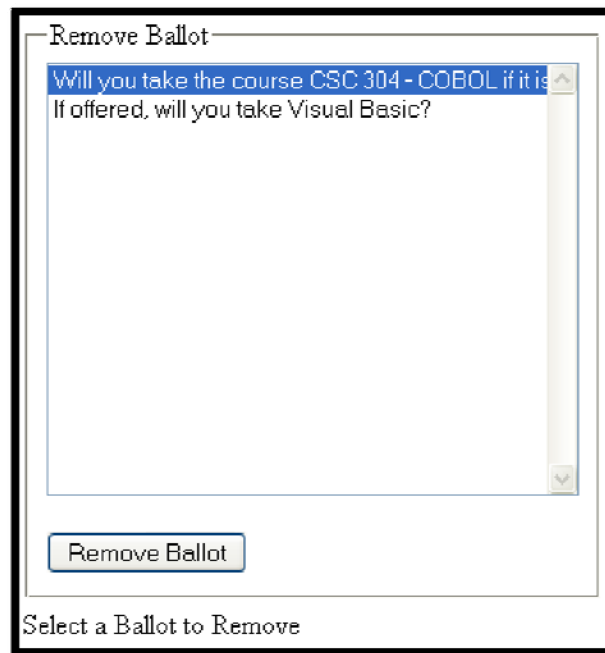 Remove Ballot
Will you take the course CSC 304 - COBOL if it is
If offered, will you take Visual Basic?
Remove Ballot
Select a Ballot to Remove